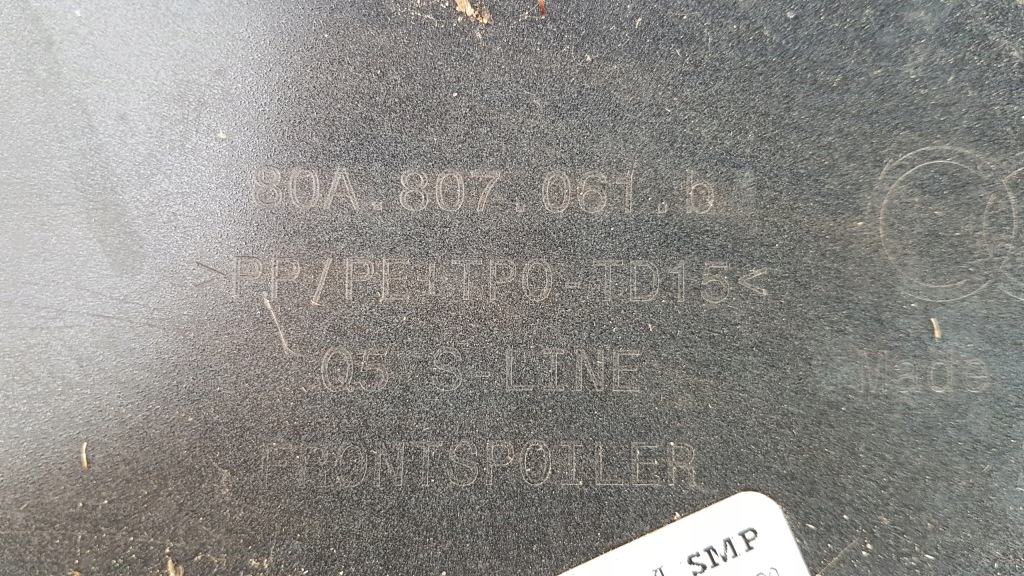 80A.807.061.b
>PP/PE+TPO-TD15<
Q5 S-LINE
Made
FRONTSPOILER
SMP